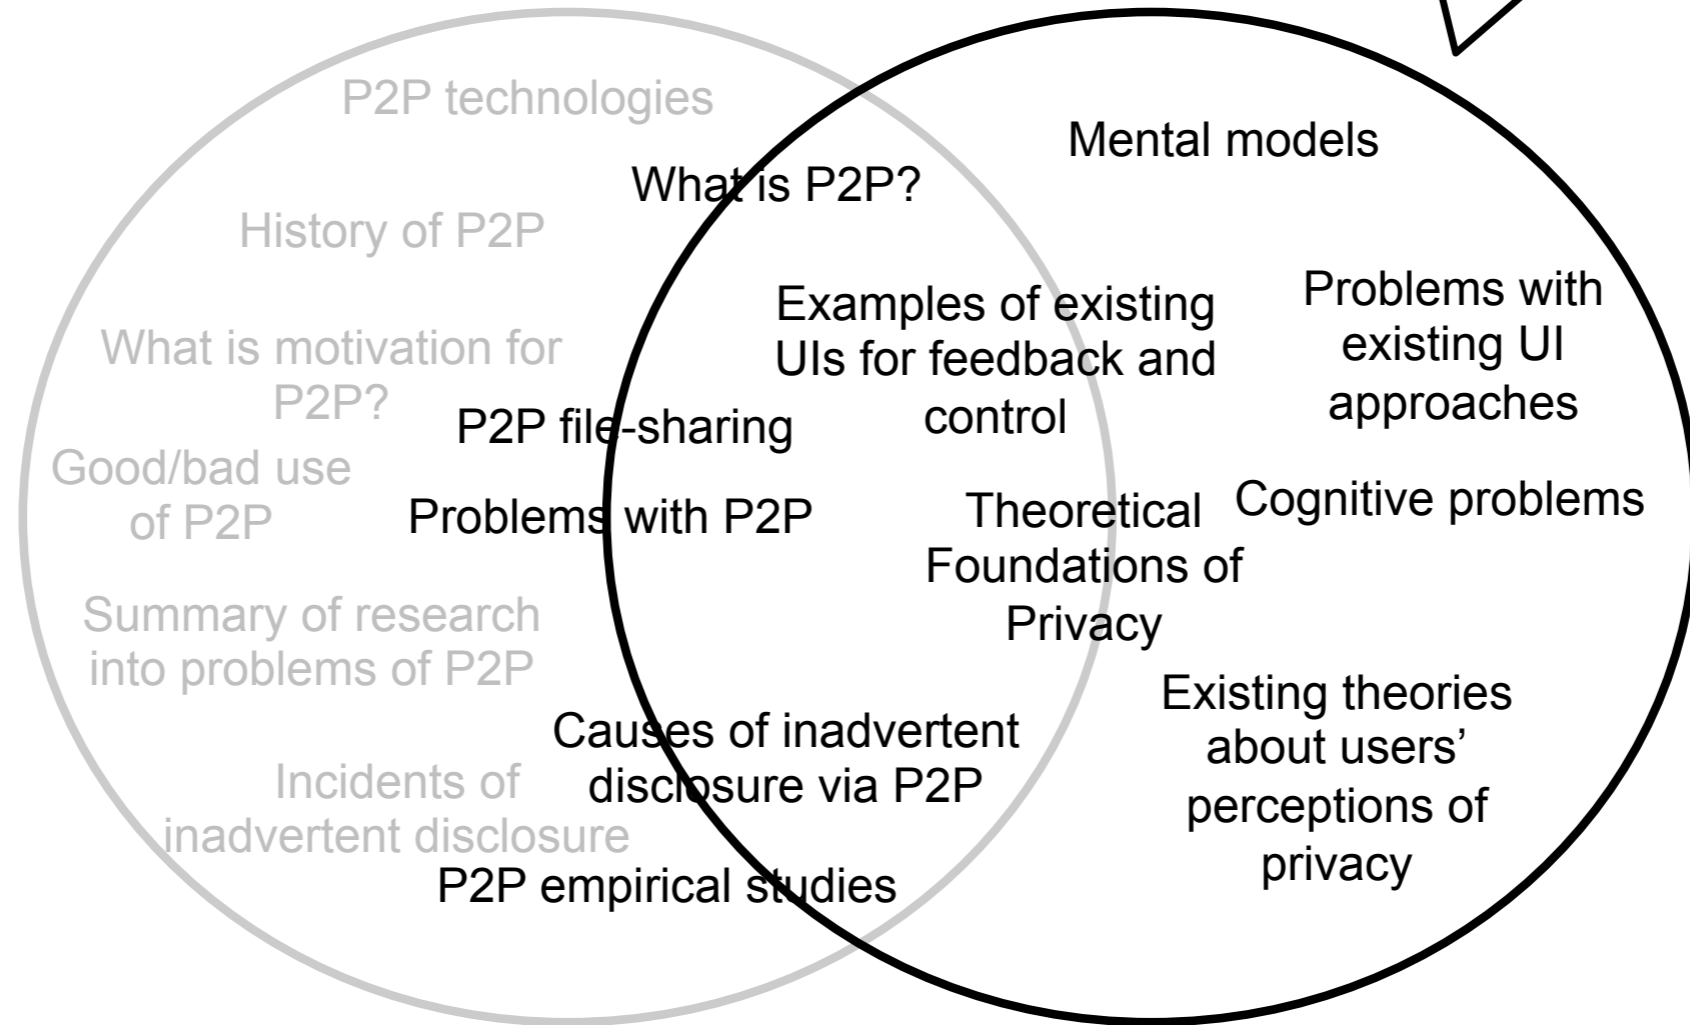 P2P technologies
Mental models
What is P2P?
History of P2P
Examples of existing
UIs for feedback and
control
Problems with
existing UI
approaches
What is motivation for
P2P?
P2P file-sharing
Good/bad use
of P2P
Problems with P2P
Theoretical
Foundations of
Privacy
Cognitive problems
Summary of research
into problems of P2P
Existing theories
about users’
perceptions of
privacy
Causes of inadvertent
disclosure via P2P
Incidents of
inadvertent disclosure
P2P empirical studies